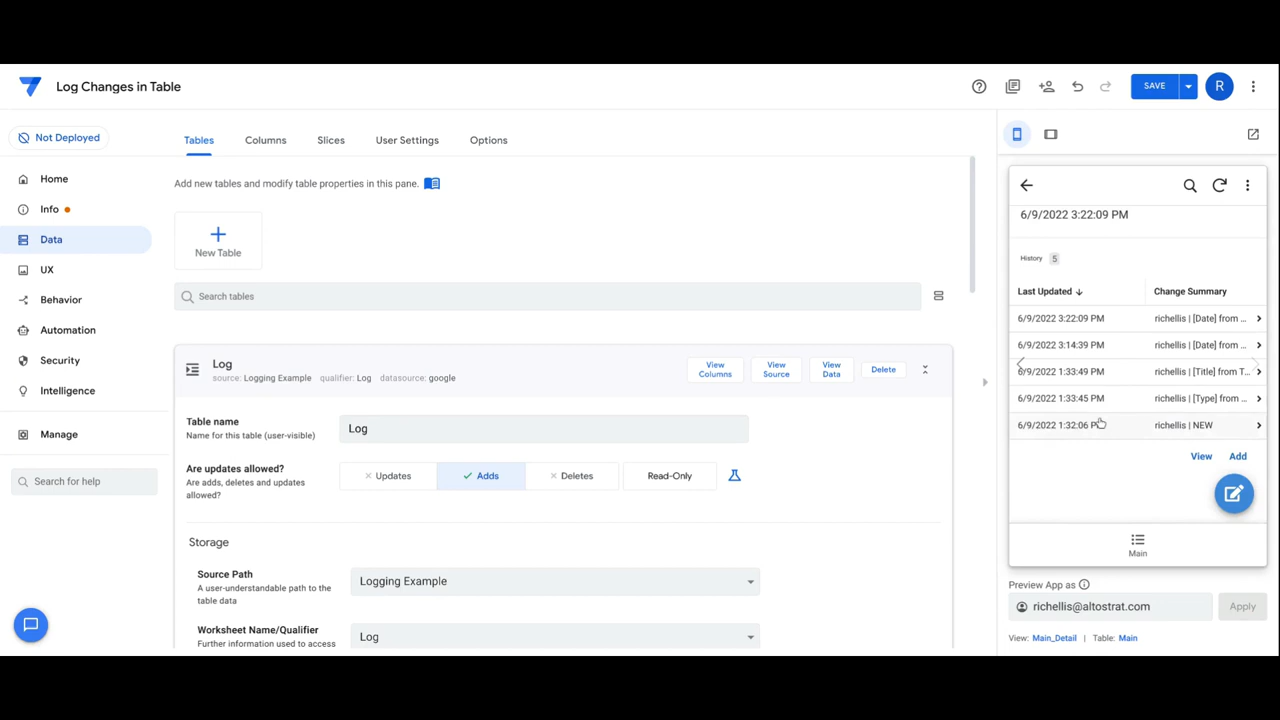 Log Changes in Table
SAVE
R
Not Deployed
Home
Info
Data
UX
Behavior
Automation
Security
Intelligence
Manage
Search for help
Tables
Columns
Slices
User Settings
Options
Add new tables and modify table properties in this pane.
New Table
Search tables
Log
source: Logging Example qualifier: Log datasource: google
View Columns
View Source
View Data
Delete
Table name
Name for this table (user-visible)
Log
Are updates allowed?
Are adds, deletes and updates
allowed?
Updates
Adds
Deletes
Read-Only
Storage
Source Path
A user-understandable path to the
table data
Logging Example
Worksheet Name/Qualifier
Further information used to access
Log
6/9/2022 3:22:09 PM
History 5
Last Updated Change Summary
6/9/2022 3:22:09 PM richellis | [Date] from ...
6/9/2022 3:14:39 PM richellis | [Date] from ...
6/9/2022 1:33:49 PM richellis | [Title] from T...
6/9/2022 1:33:45 PM richellis | [Type] from ...
6/9/2022 1:32:06 PM richellis | NEW
View Add
Main
Preview App as
richellis@altostrat.com
Apply
View: Main_Detail | Table: Main